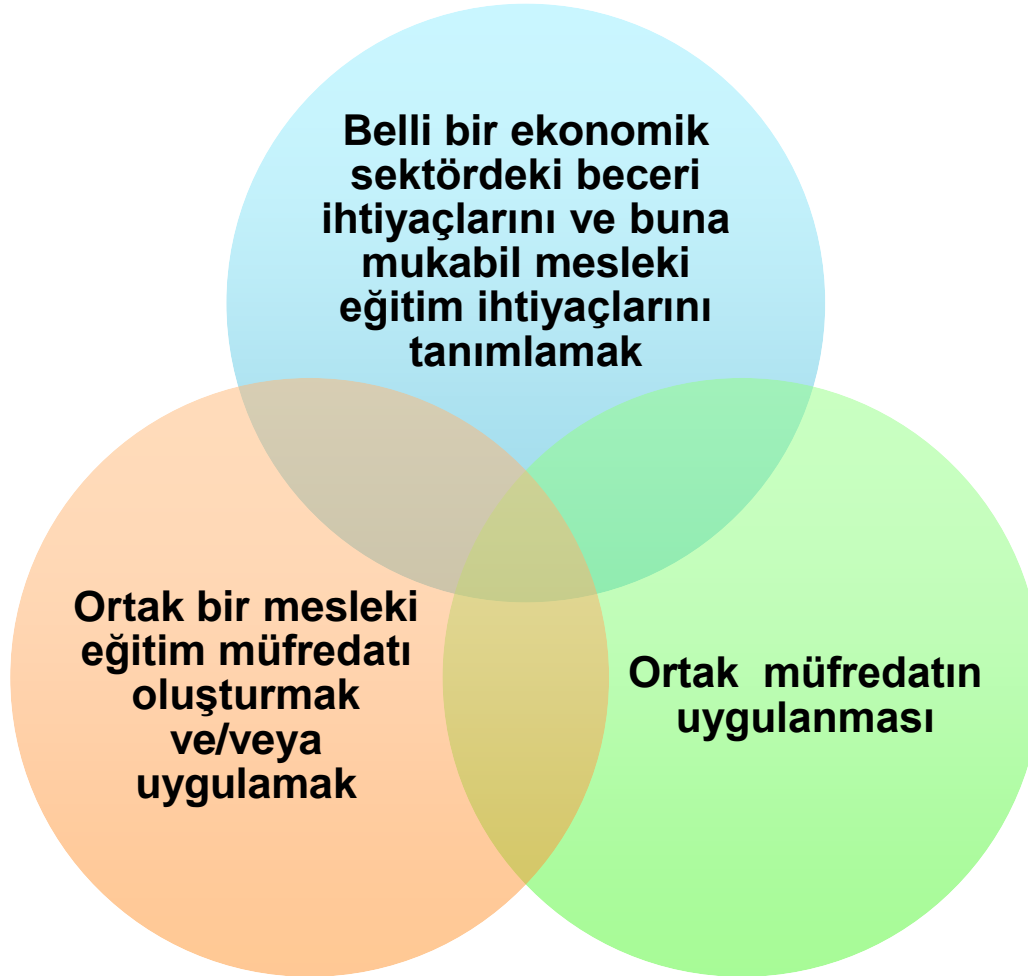 Belli bir ekonomik
sektördeki beceri
ihtiyaçlarını ve buna
mukabil mesleki
eğitim ihtiyaçlarını
tanımlamak
Ortak bir mesleki
eğitim müfredatı
oluşturmak
ve/veya
uygulamak
Ortak  müfredatın
uygulanması